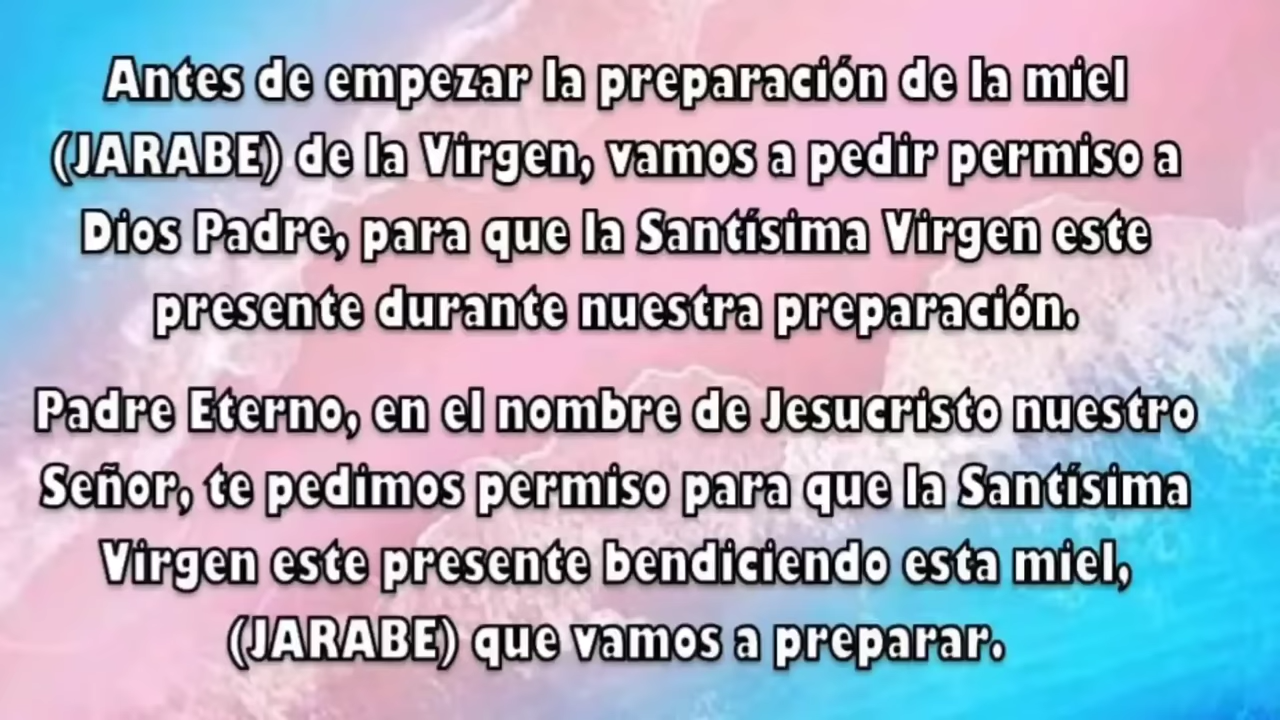 Antes de empezar la preparación de la miel
(JARABE) de la Virgen, vamos a pedir permiso a
Dios Padre, para que la Santísima Virgen este
presente durante nuestra preparación.
Padre Eterno, en el nombre de Jesucristo nuestro
Señor, te pedimos permiso para que la Santísima
Virgen este presente bendiciendo esta miel,
(JARABE) que vamos a preparar.